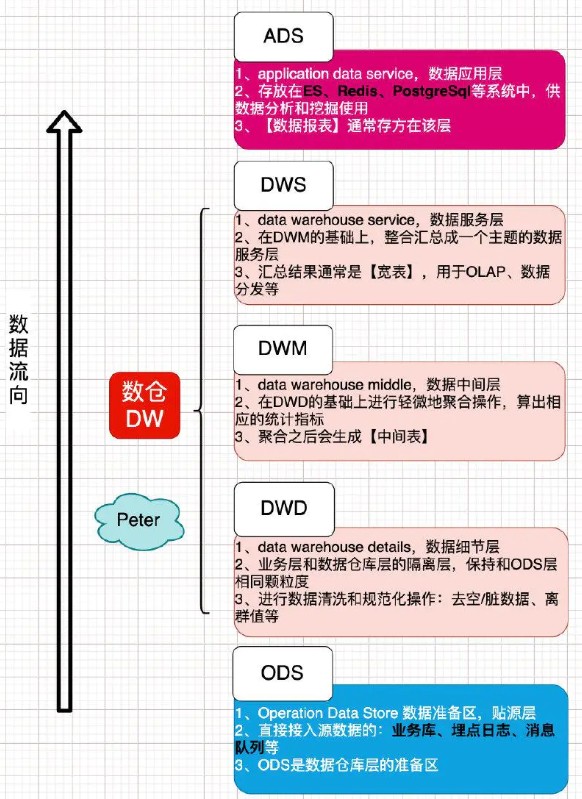 ADS
1、application data service，数据应用层
2、存放在ES、Redis、PostgreSql等系统中，供
数据分析和挖掘使用
3、【数据报表】通常存方在该层
DWS
1、data warehouse service，数据服务层
2、在DWM的基础上，整合汇总成一个主题的数据
服务层
3、汇总结果通常是【宽表】，用于OLAP、数据
分发等
数据流向
DWM
1、data warehouse middle，数据中间层
2、在DWD的基础上进行轻微地聚合操作，算出相
应的统计指标
3、聚合之后会生成【中间表】
数仓
DW
Peter
DWD
1、data warehouse details，数据细节层
2、业务层和数据仓库层的隔离层，保持和ODS层
相同颗粒度
3、进行数据清洗和规范化操作：去空/脏数据、离
群值等
ODS
1、Operation Data Store 数据准备区，贴源层
2、直接接入源数据的：业务库、埋点日志、消息
队列等
3、ODS是数据仓库层的准备区